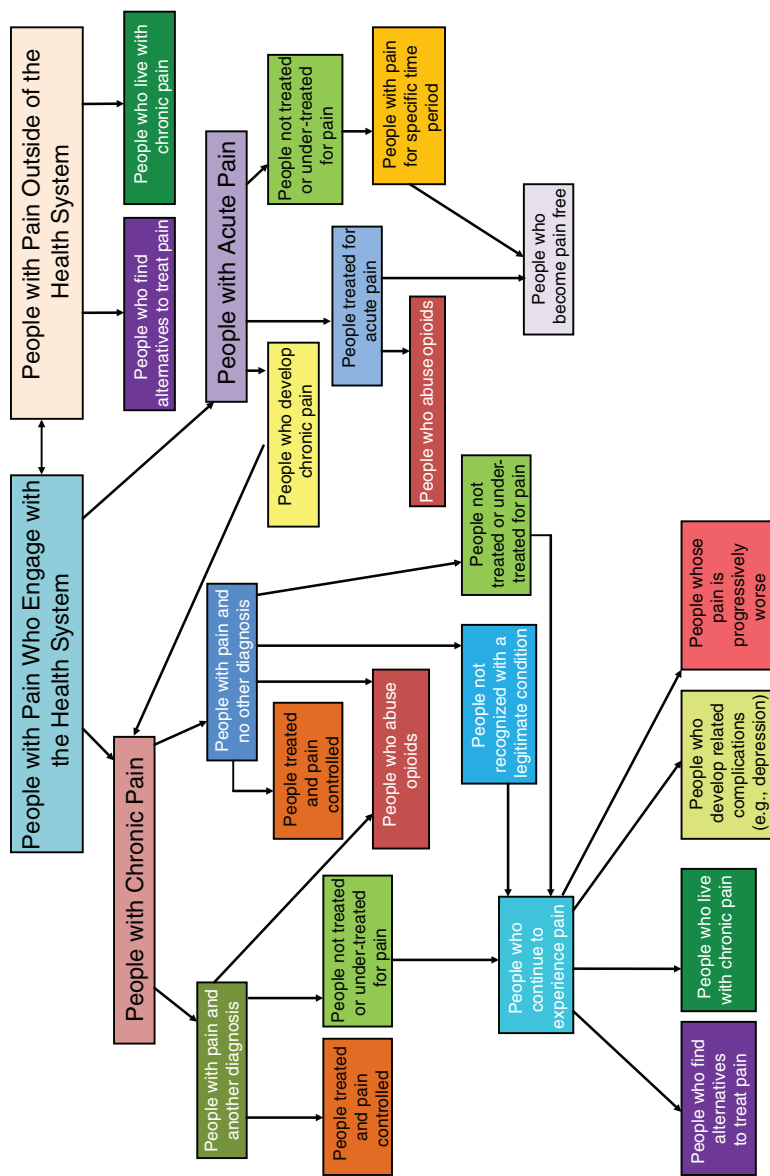 People with Pain Who Engage with
the Health System
People with Pain Outside of the
Health System
People who find
alternatives to treat pain
People who live with
chronic pain
People with Chronic Pain
People with Acute Pain
People with pain and
another diagnosis
People with pain and
no other diagnosis
People who develop
chronic pain
People treated for
acute pain
People not treated
or under-treated
for pain
People treated
and pain
controlled
People not treated
or under-treated
for pain
People treated
and pain
controlled
People who abuse
opioids
People who abuse opioids
People with pain
for specific time
period
People not
recognized with a
legitimate condition
People not
treated or under-
treated for pain
People who
become pain free
People who
continue to
experience pain
People who find
alternatives
to treat pain
People who live
with chronic pain
People who
develop related
complications
(e.g., depression)
People whose
pain is
progressively
worse